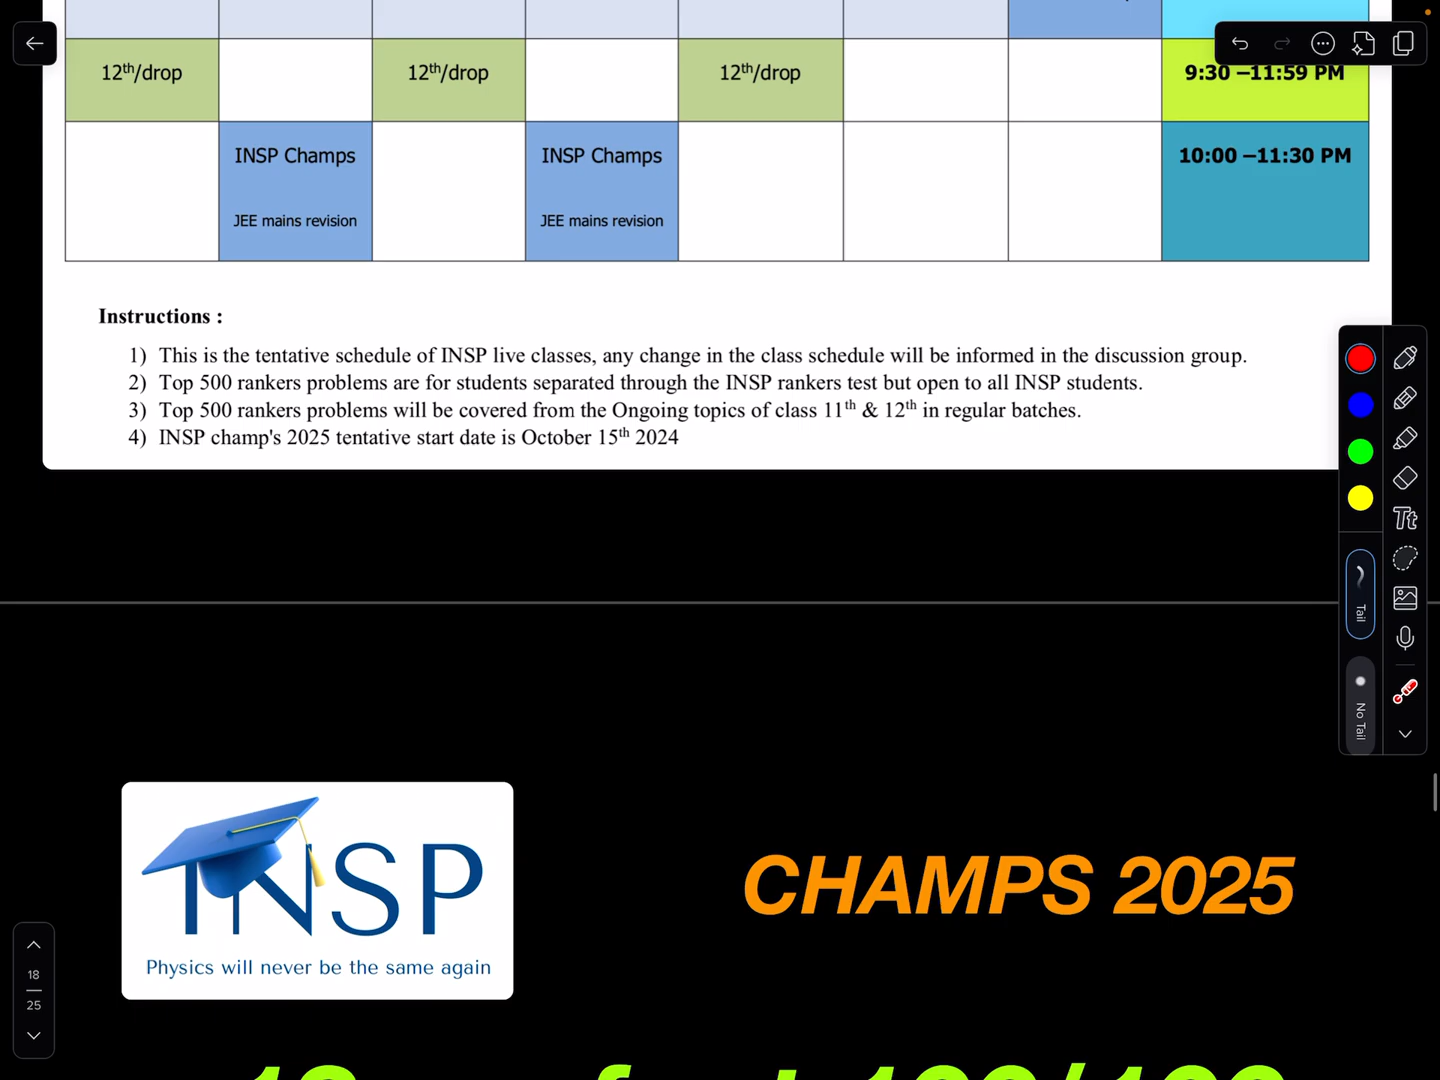 12th/drop 12th/drop 12th/drop 9:30 –11:59 PM
INSP Champs INSP Champs 10:00 –11:30 PM
JEE mains revision JEE mains revision
Instructions :
1) This is the tentative schedule of INSP live classes, any change in the class schedule will be informed in the discussion group.
2) Top 500 rankers problems are for students separated through the INSP rankers test but open to all INSP students.
3) Top 500 rankers problems will be covered from the Ongoing topics of class 11th & 12th in regular batches.
4) INSP champ's 2025 tentative start date is October 15th 2024
Tt
Tail
No Tail
INSP
Physics will never be the same again
CHAMPS 2025
18
25